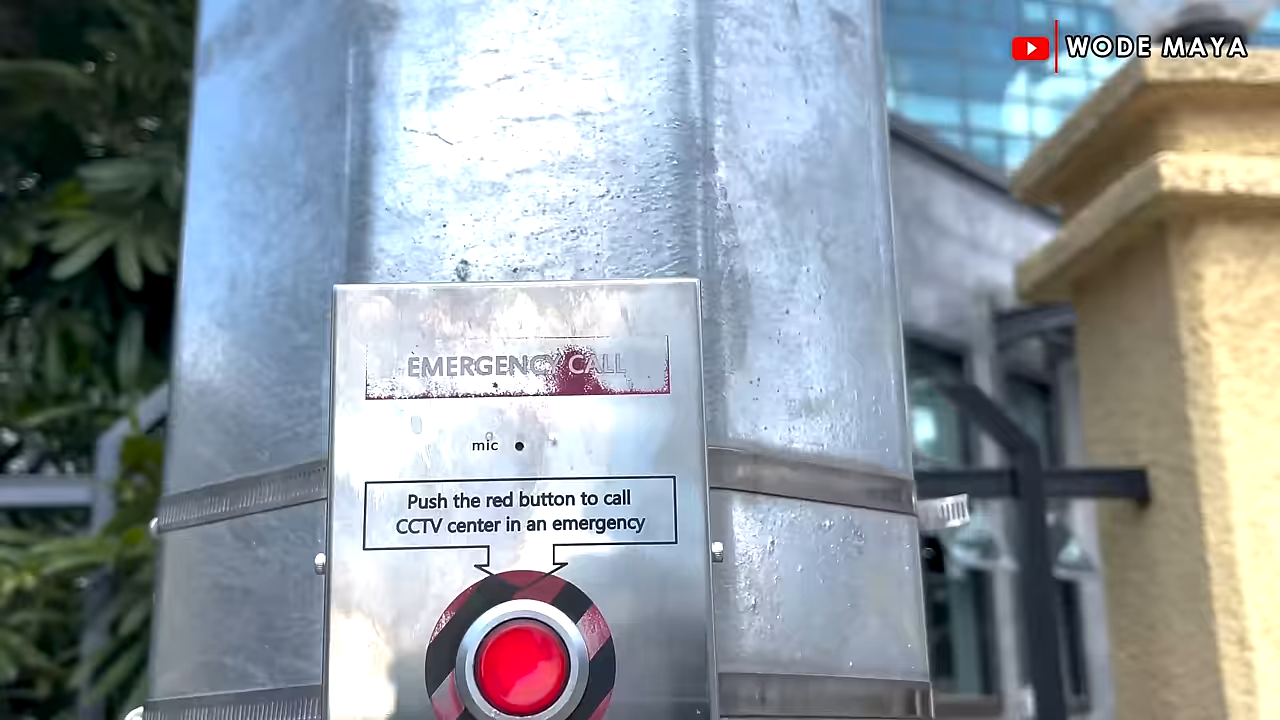 WODE MAYA
EMERGENCY CALL
mic
Push the red button to call
CCTV center in an emergency